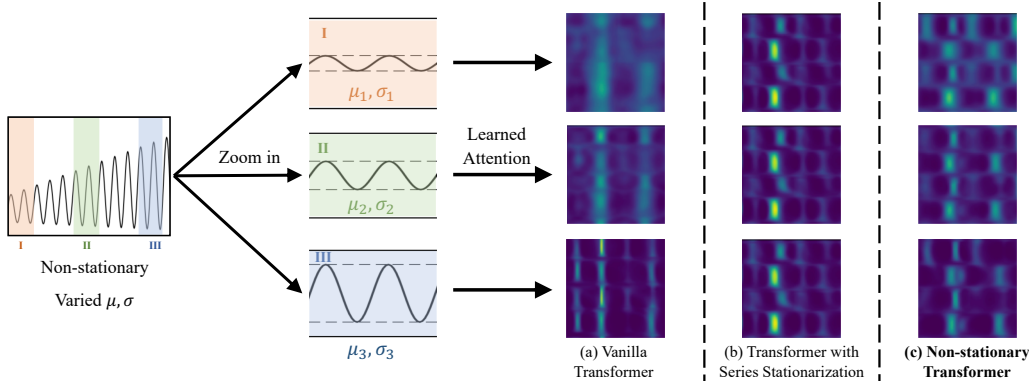 I
II
III
Non-stationary
Varied μ, σ
Zoom in
I
μ₁, σ₁
II
μ₂, σ₂
III
μ₃, σ₃
Learned
Attention
(a) Vanilla
Transformer
(b) Transformer with
Series Stationarization
(c) Non-stationary
Transformer